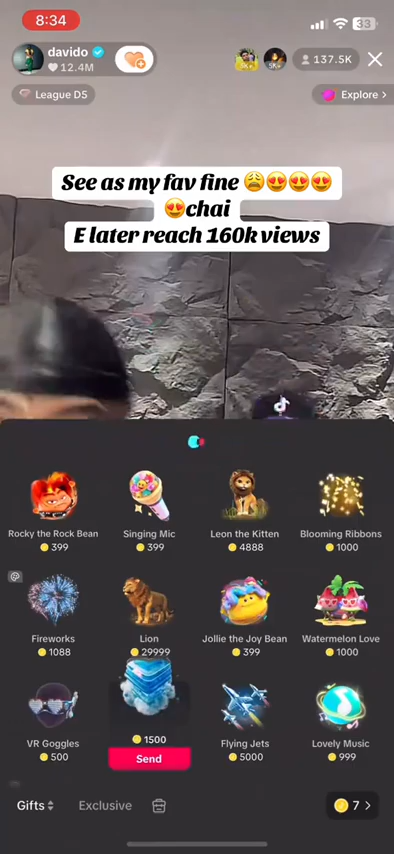 8:34
33
davido
12.4M
5K+
137.5K
League D5
Explore >
See as my fav fine 😩😍😍😍
😍chai
E later reach 160k views
Rocky the Rock Bean
399
Singing Mic
399
Leon the Kitten
4888
Blooming Ribbons
1000
Fireworks
1088
Lion
29999
Jollie the Joy Bean
399
Watermelon Love
1000
VR Goggles
500
1500
Send
Flying Jets
5000
Lovely Music
999
Gifts
Exclusive
7 >